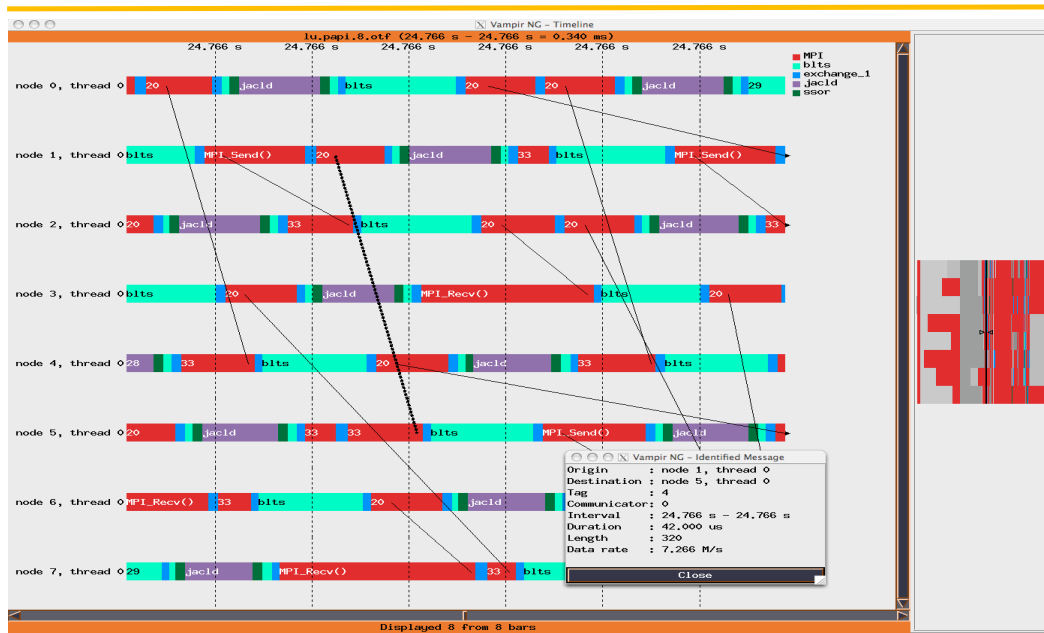 X Vampir NG - Timeline
lu.papi.8.otf (24.766 s - 24.766 s = 0.340 ms)
24.766 s 24.766 s 24.766 s 24.766 s 24.766 s 24.766 s
MPI
blts
exchange_1
jacld
ssor
node 0, thread 0 20 jacld blts 20 20 jacld 29
node 1, thread 0 blts MPI_Send() 20 jacld 33 blts MPI_Send()
node 2, thread 0 20 jacld 33 blts 20 20 jacld 33
node 3, thread 0 blts 20 jacld MPI_Recv() blts 20
node 4, thread 0 28 33 blts 20 jacld 33 blts
node 5, thread 0 20 jacld 33 33 blts MPI_Send() jacld
node 6, thread 0 MPI_Recv() 33 blts 20 jacld
node 7, thread 0 29 jacld MPI_Recv() 33 blts
X Vampir NG - Identified Message
Origin : node 1, thread 0
Destination : node 5, thread 0
Tag : 4
Communicator: 0
Interval : 24.766 s - 24.766 s
Duration : 42.000 us
Length : 320
Data rate : 7.266 M/s
Close
Displayed 8 from 8 bars